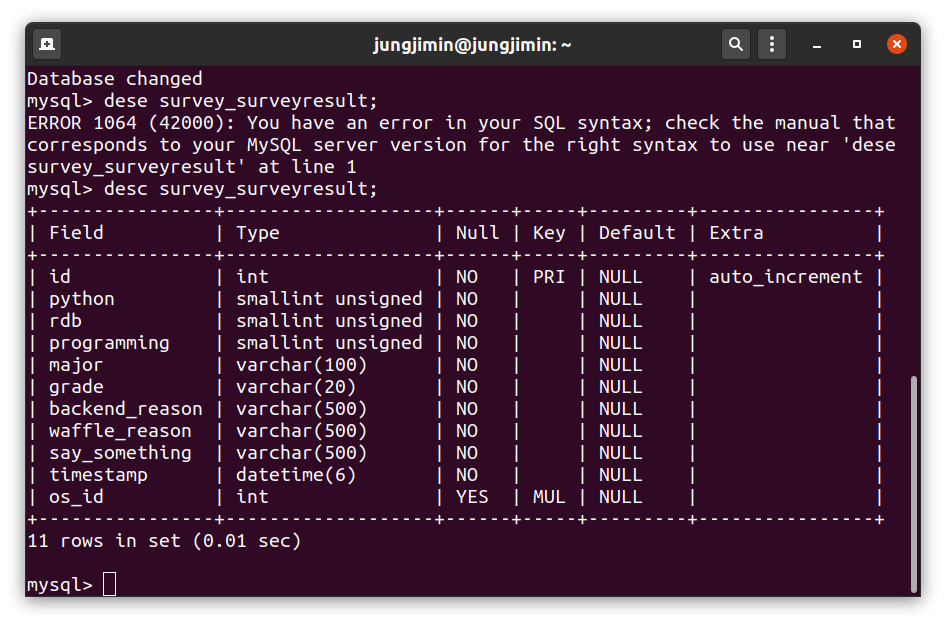 jungjimin@jungjimin: ~
Database changed
mysql> dese survey_surveyresult;
ERROR 1064 (42000): You have an error in your SQL syntax; check the manual that
corresponds to your MySQL server version for the right syntax to use near 'dese
survey_surveyresult' at line 1
mysql> desc survey_surveyresult;
+----------------+-------------------+------+-----+---------+----------------+
| Field          | Type              | Null | Key | Default | Extra          |
+----------------+-------------------+------+-----+---------+----------------+
| id             | int               | NO   | PRI | NULL    | auto_increment |
| python         | smallint unsigned | NO   |     | NULL    |                |
| rdb            | smallint unsigned | NO   |     | NULL    |                |
| programming    | smallint unsigned | NO   |     | NULL    |                |
| major          | varchar(100)      | NO   |     | NULL    |                |
| grade          | varchar(20)       | NO   |     | NULL    |                |
| backend_reason | varchar(500)      | NO   |     | NULL    |                |
| waffle_reason  | varchar(500)      | NO   |     | NULL    |                |
| say_something  | varchar(500)      | NO   |     | NULL    |                |
| timestamp      | datetime(6)       | NO   |     | NULL    |                |
| os_id          | int               | YES  | MUL | NULL    |                |
+----------------+-------------------+------+-----+---------+----------------+
11 rows in set (0.01 sec)
mysql>